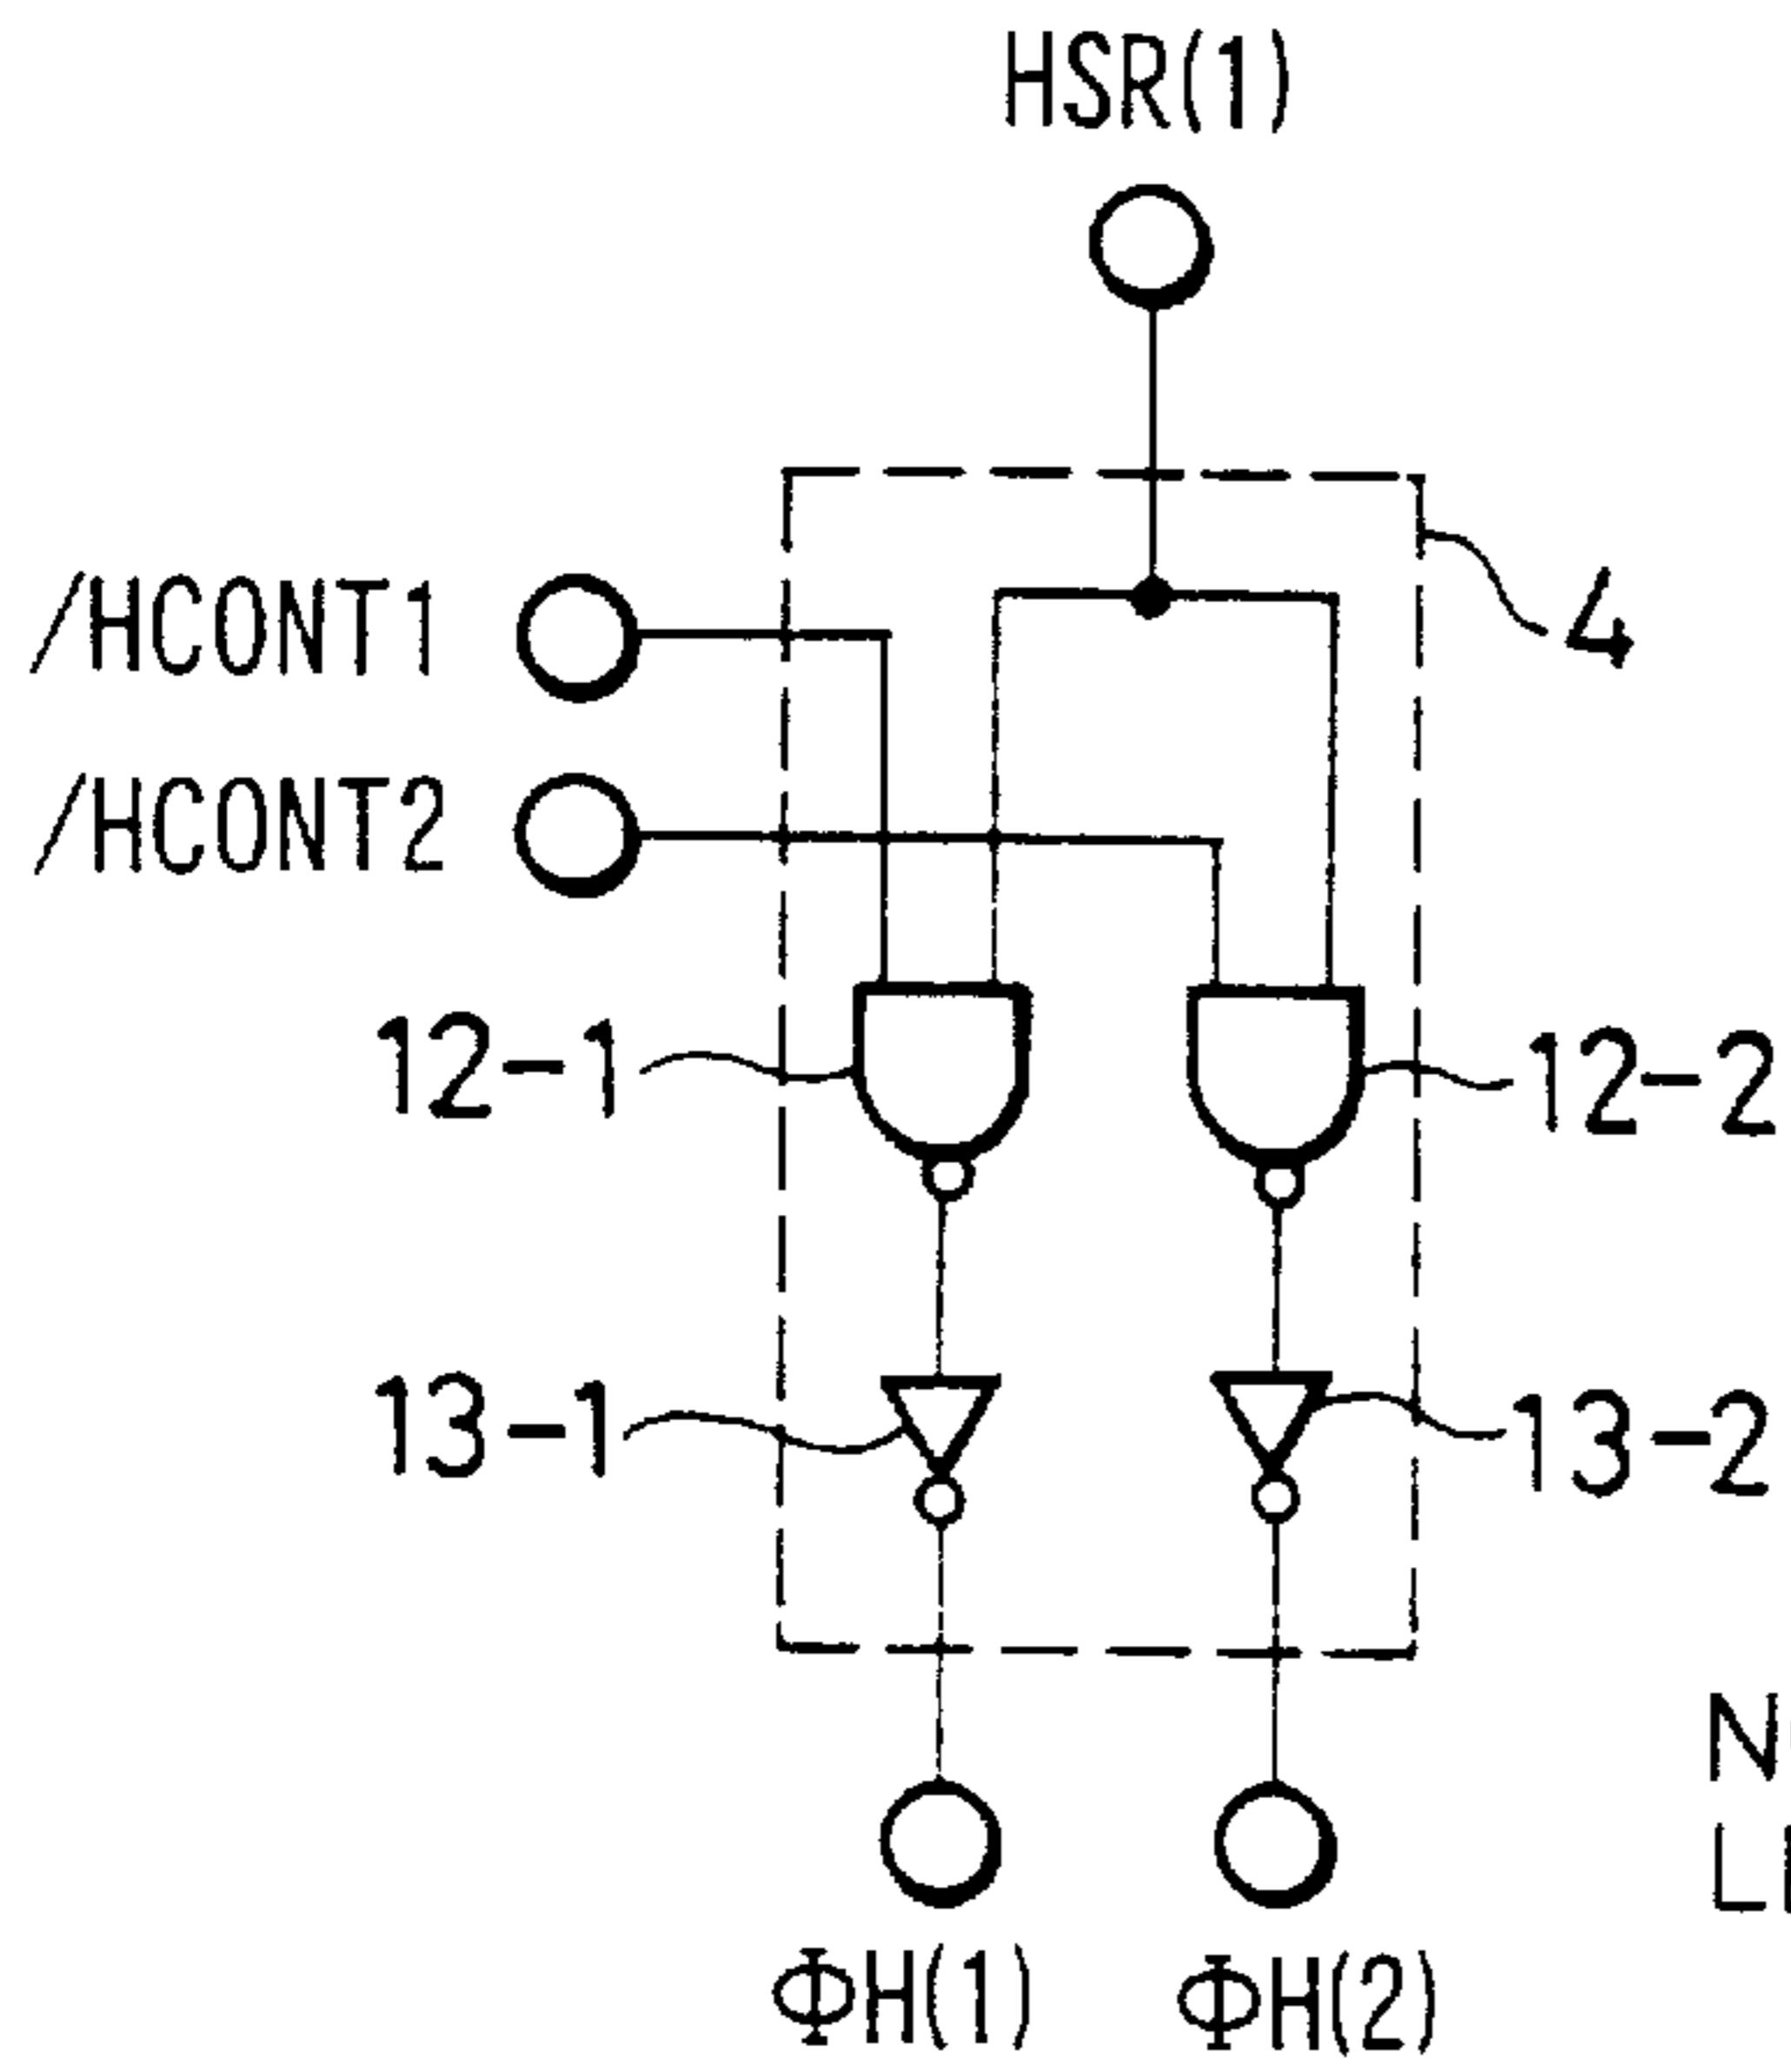 HSR(1)
/HCONT1
4
/HCONT2
12-1
12-2
13-1
13-2
ΦH(1)
ΦH(2)